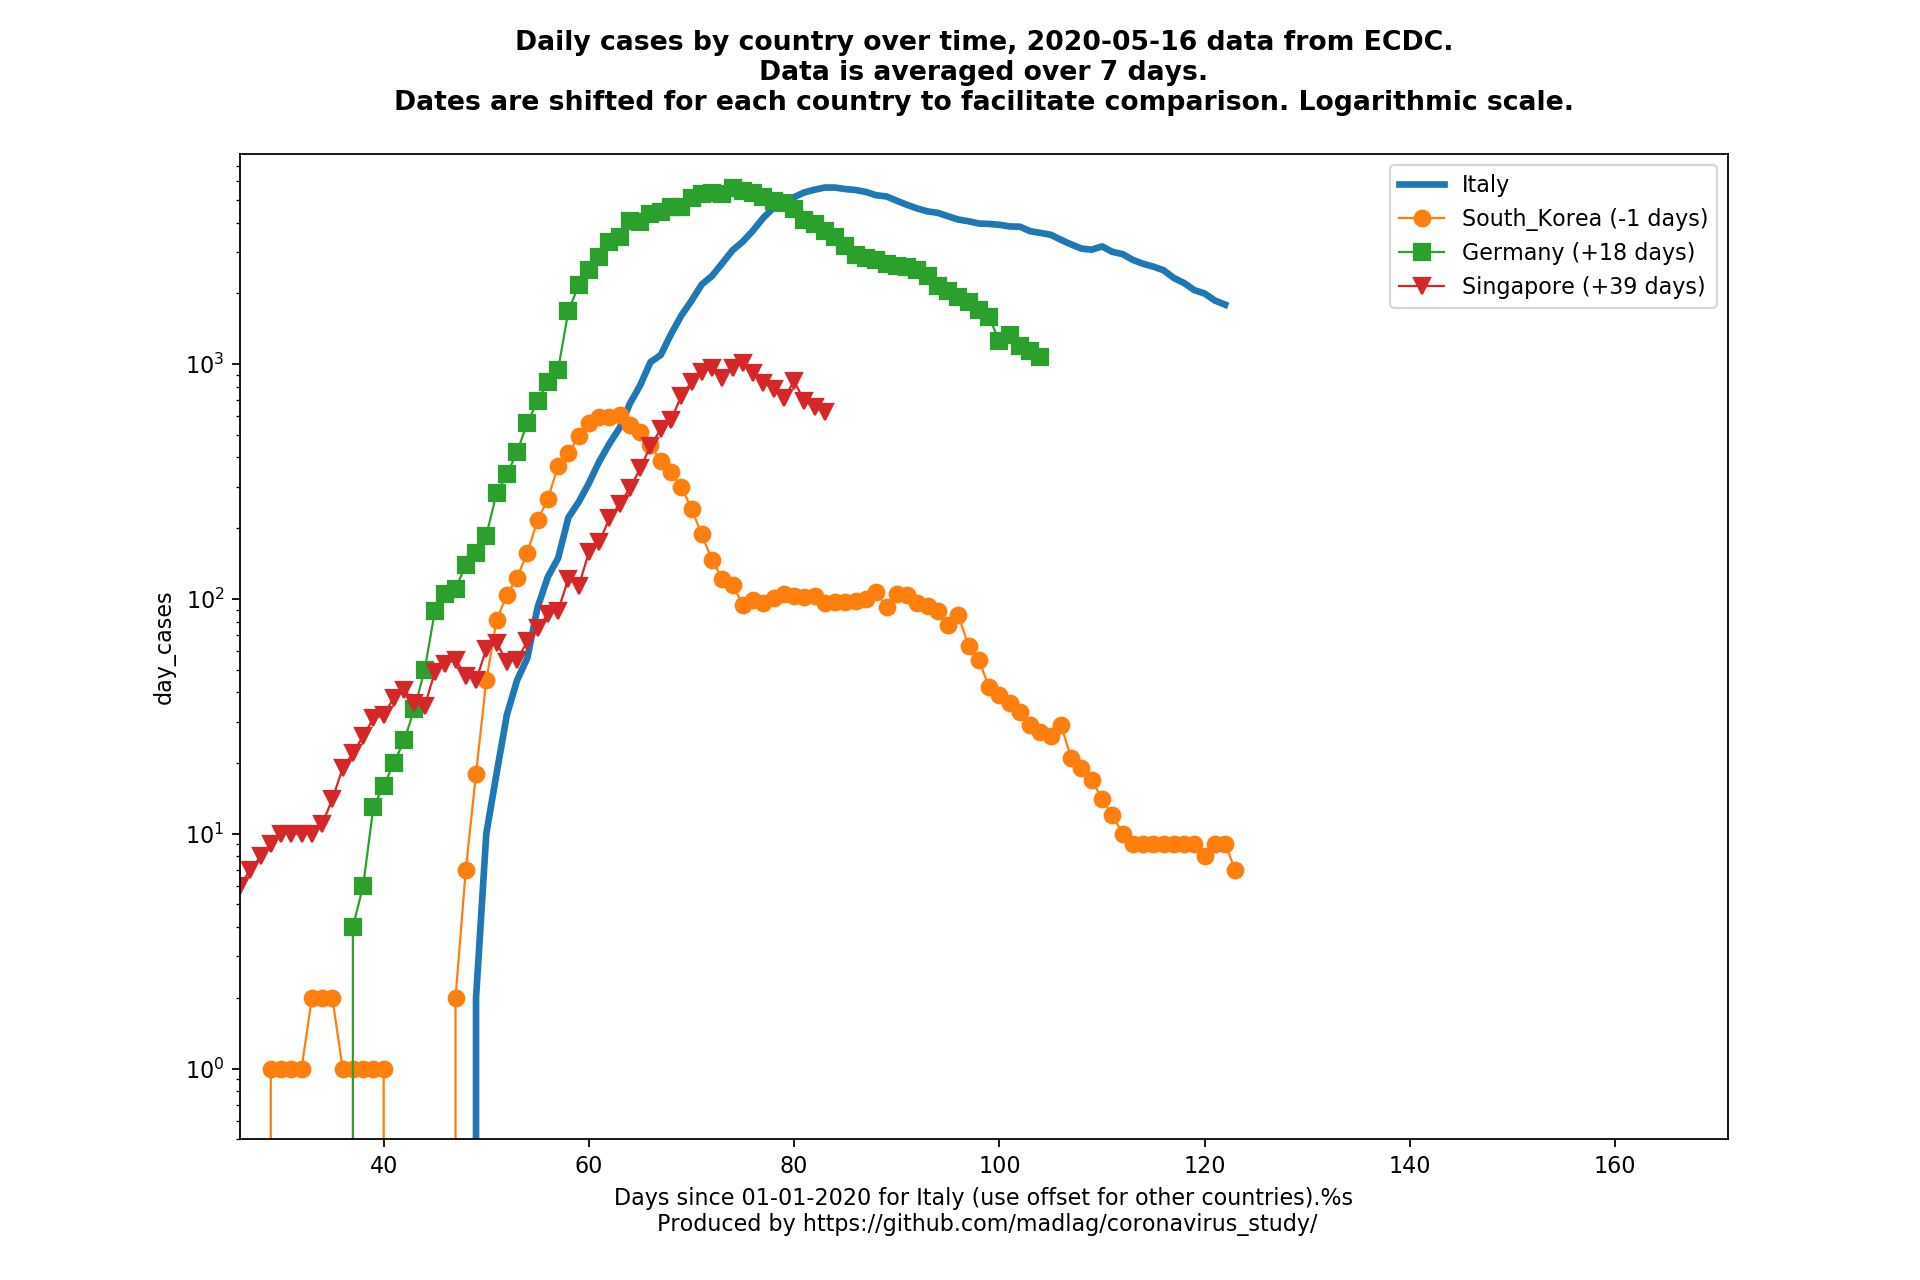 Daily cases by country over time, 2020-05-16 data from ECDC.
Data is averaged over 7 days.
Dates are shifted for each country to facilitate comparison. Logarithmic scale.
Italy
South_Korea (-1 days)
Germany (+18 days)
Singapore (+39 days)
10³
10²
10¹
10⁰
day_cases
40 60 80 100 120 140 160
Days since 01-01-2020 for Italy (use offset for other countries).%s
Produced by https://github.com/madlag/coronavirus_study/